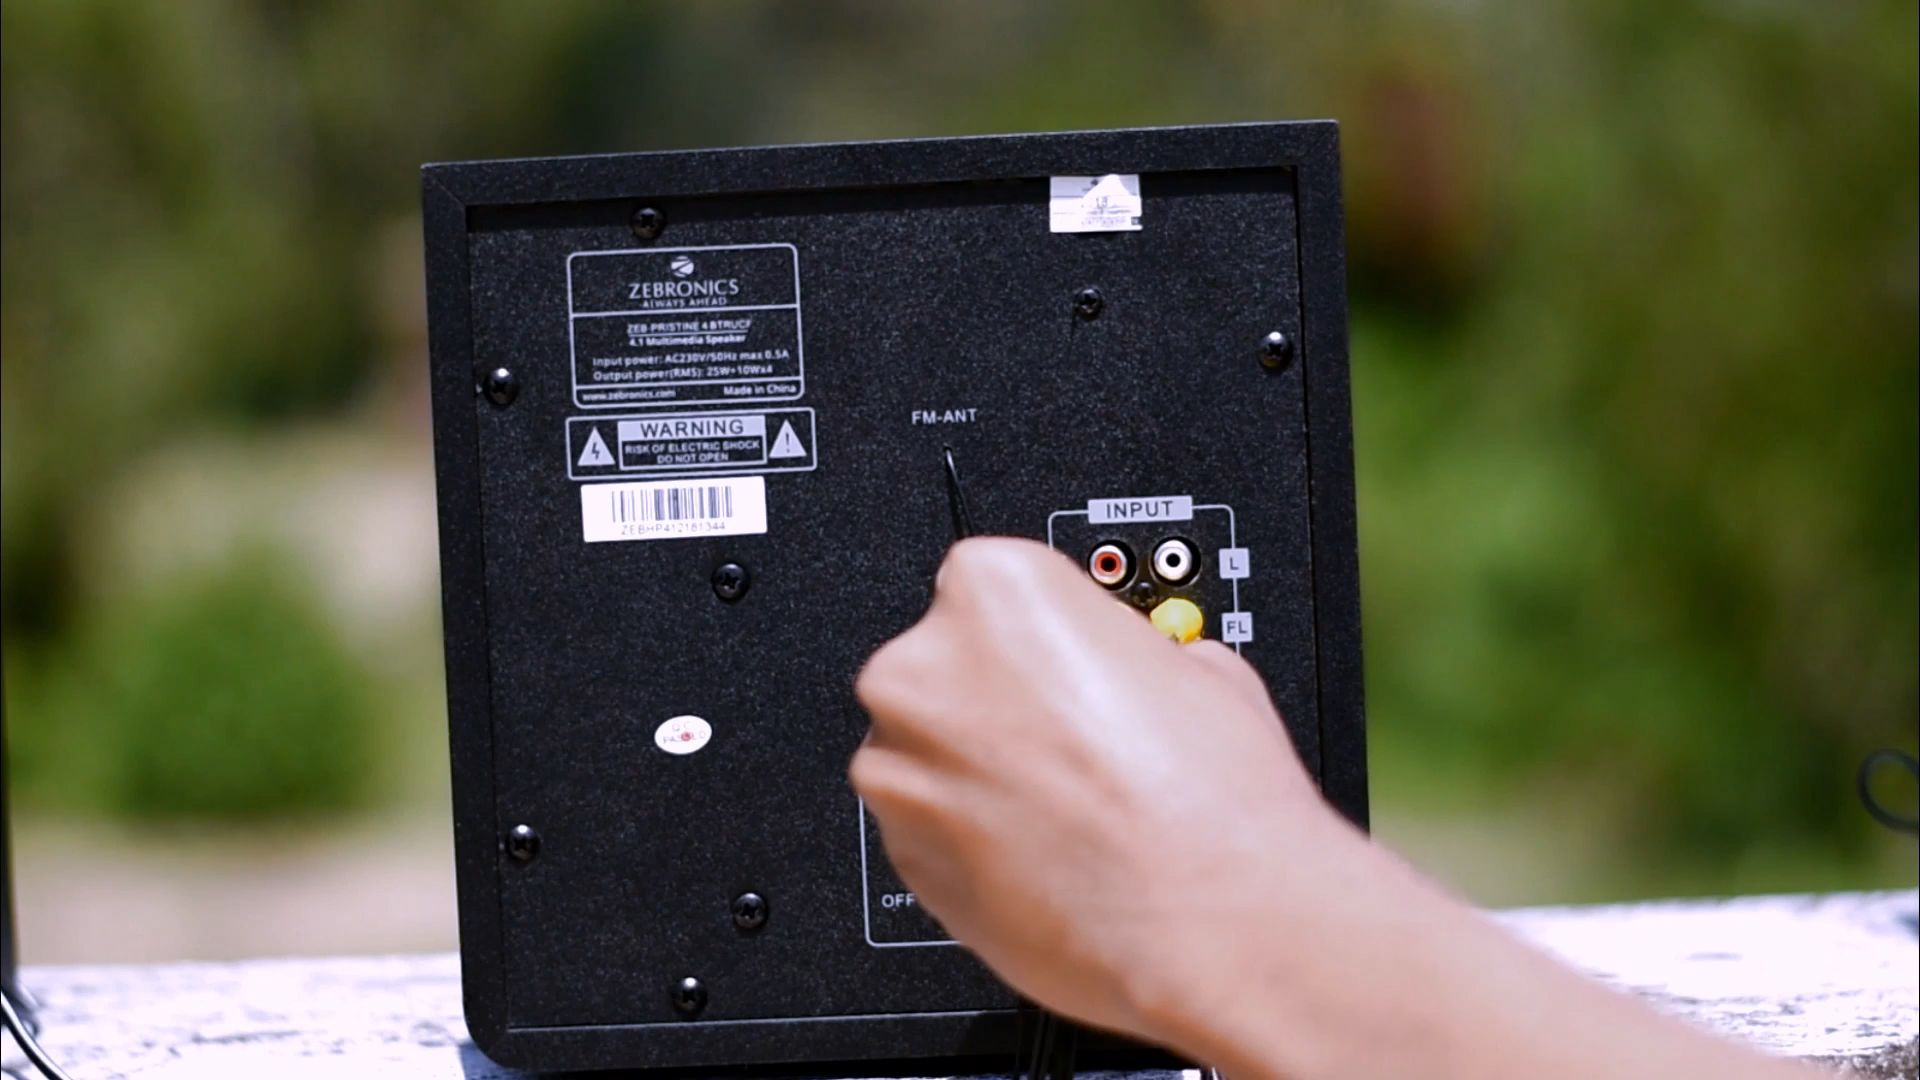 ZEBRONICS
ALWAYS AHEAD
ZEB-PRISTINE 4 BTRUCF
4.1 Multimedia Speaker
Input power: AC230V/50Hz max 0.5A
Output power(RMS): 25W+10Wx4
www.zebronics.com Made in China
WARNING
RISK OF ELECTRIC SHOCK
DO NOT OPEN
ZEBHP412181344
FM-ANT
INPUT
L
FL
OFF